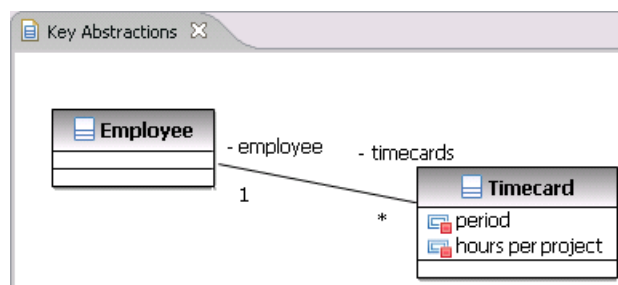 Key Abstractions
Employee
- employee
- timecards
1
*
Timecard
period
hours per project